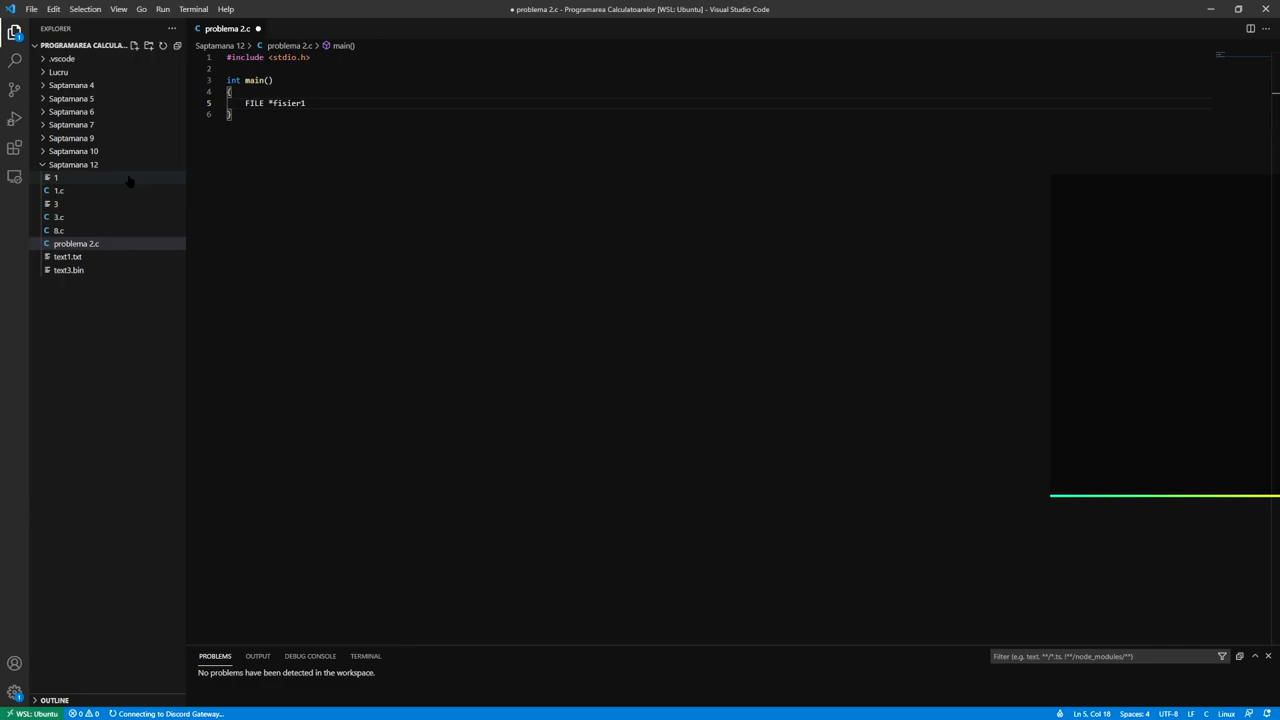 File Edit Selection View Go Run Terminal Help
● problema 2.c - Programarea Calculatoarelor [WSL: Ubuntu] - Visual Studio Code
EXPLORER
PROGRAMAREA CALCULA...
.vscode
Lucru
Saptamana 4
Saptamana 5
Saptamana 6
Saptamana 7
Saptamana 9
Saptamana 10
Saptamana 12
1
1.c
3
3.c
8.c
problema 2.c
text1.txt
text3.bin
OUTLINE
problema 2.c ●
Saptamana 12 > problema 2.c > main()
1 #include <stdio.h>
2
3 int main()
4 {
5 FILE *fisier1
6 }
PROBLEMS OUTPUT DEBUG CONSOLE TERMINAL
Filter (e.g. text, **/*.ts, !**/node_modules/**)
No problems have been detected in the workspace.
1
WSL: Ubuntu 0 0 Connecting to Discord Gateway...
Ln 5, Col 18 Spaces: 4 UTF-8 LF C Linux